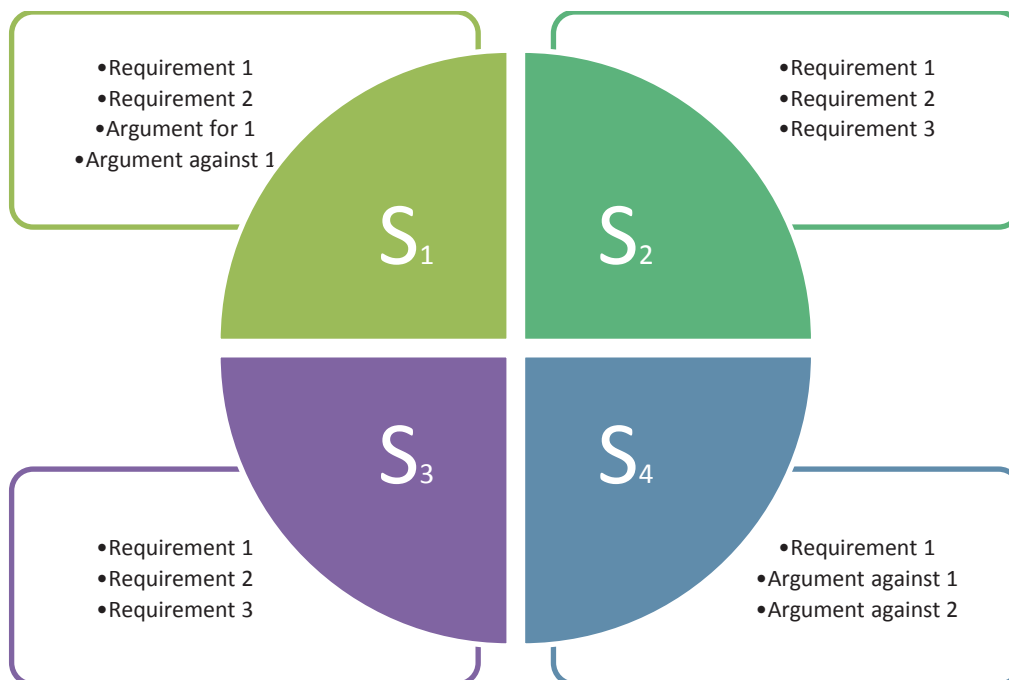 •Requirement 1
•Requirement 2
•Argument for 1
•Argument against 1
•Requirement 1
•Requirement 2
•Requirement 3
S1
S2
S3
S4
•Requirement 1
•Requirement 2
•Requirement 3
•Requirement 1
•Argument against 1
•Argument against 2